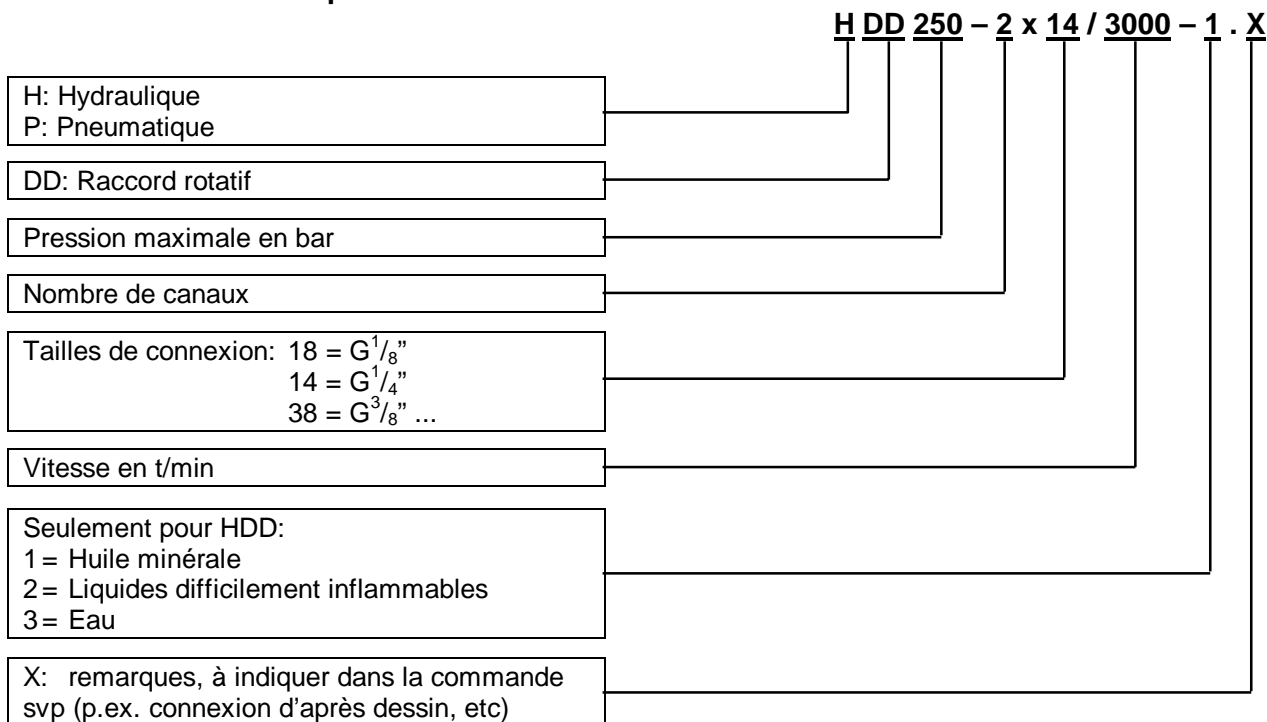 H DD 250 – 2 x 14 / 3000 – 1 . X
H: Hydraulique
P: Pneumatique
DD: Raccord rotatif
Pression maximale en bar
Nombre de canaux
Tailles de connexion: 18 = G1/8”
14 = G1/4”
38 = G3/8” ...
Vitesse en t/min
Seulement pour HDD:
1 = Huile minérale
2 = Liquides difficilement inflammables
3 = Eau
X: remarques, à indiquer dans la commande
svp (p.ex. connexion d’après dessin, etc)